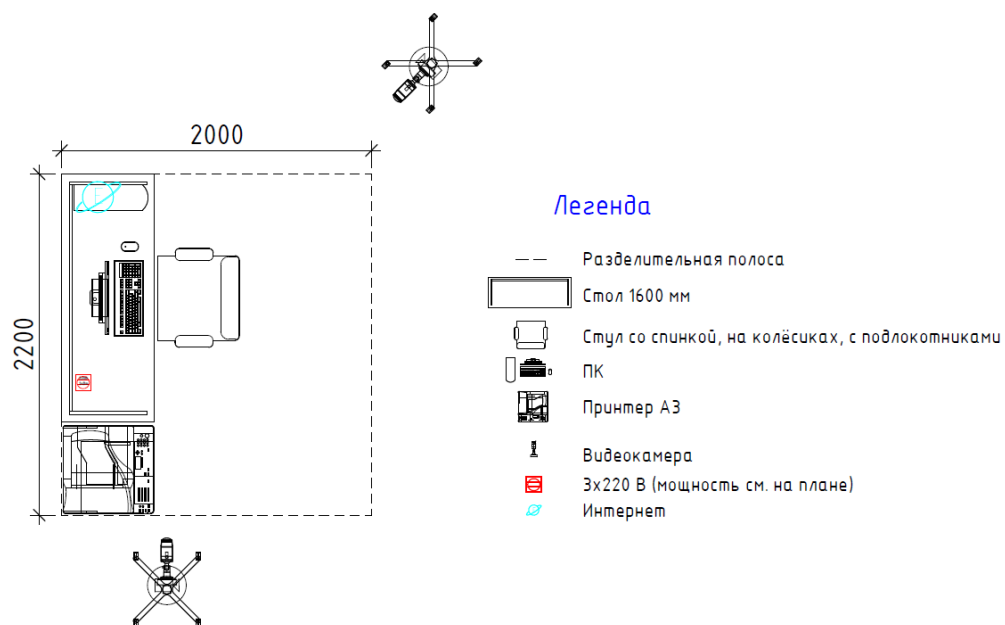 2000
2200
Легенда
Разделительная полоса
Стол 1600 мм
Стул со спинкой, на колёсиках, с подлокотниками
ПК
Принтер А3
Видеокамера
3х220 В (мощность см. на плане)
Интернет